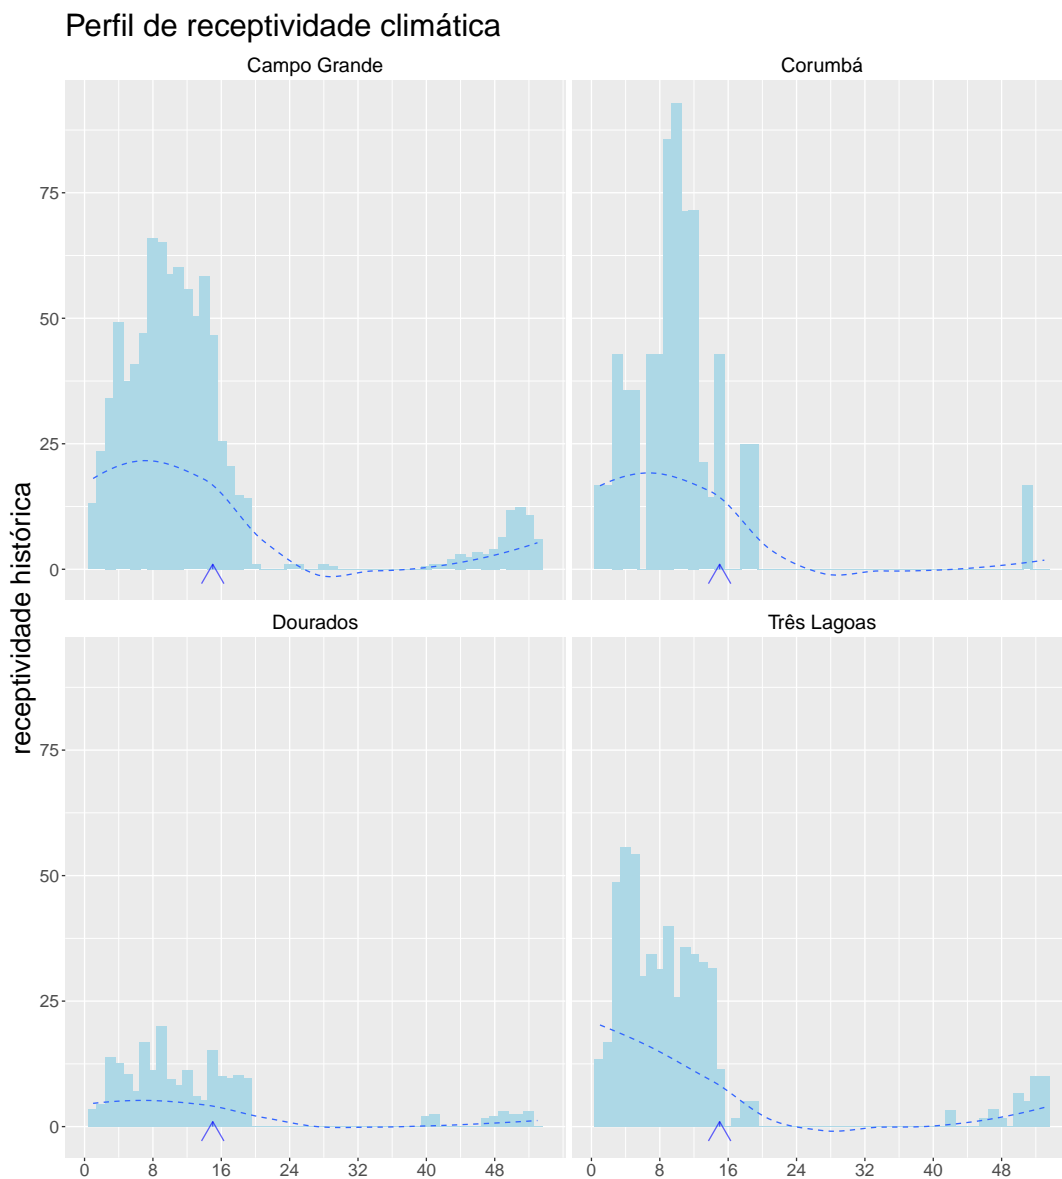 Perfil de receptividade climática
Campo Grande
Corumbá
75
50
25
0
receptividade histórica
Dourados
Três Lagoas
75
50
25
0
0 8 16 24 32 40 48
0 8 16 24 32 40 48